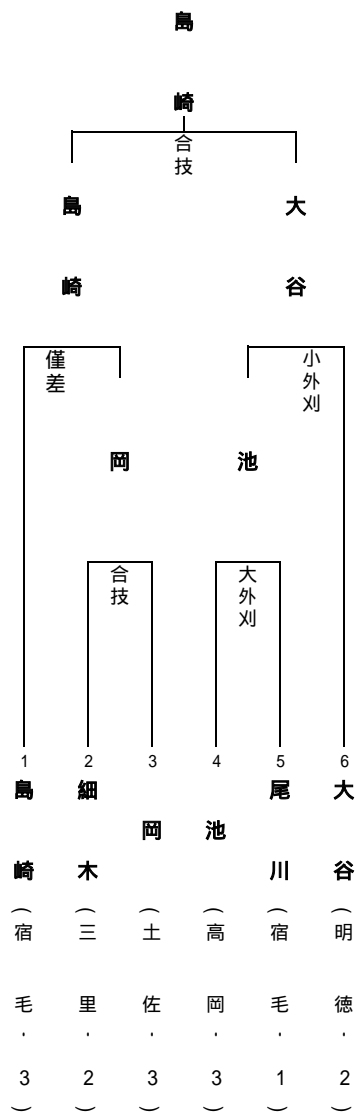 島崎
合技
島崎
大谷
僅差
小外刈
岡
池
合技
大外刈
1
2
3
4
5
6
島崎（宿毛・3）
細木（三里・2）
岡（土佐・3）
池（高岡・3）
尾川（宿毛・1）
大谷（明徳・2）